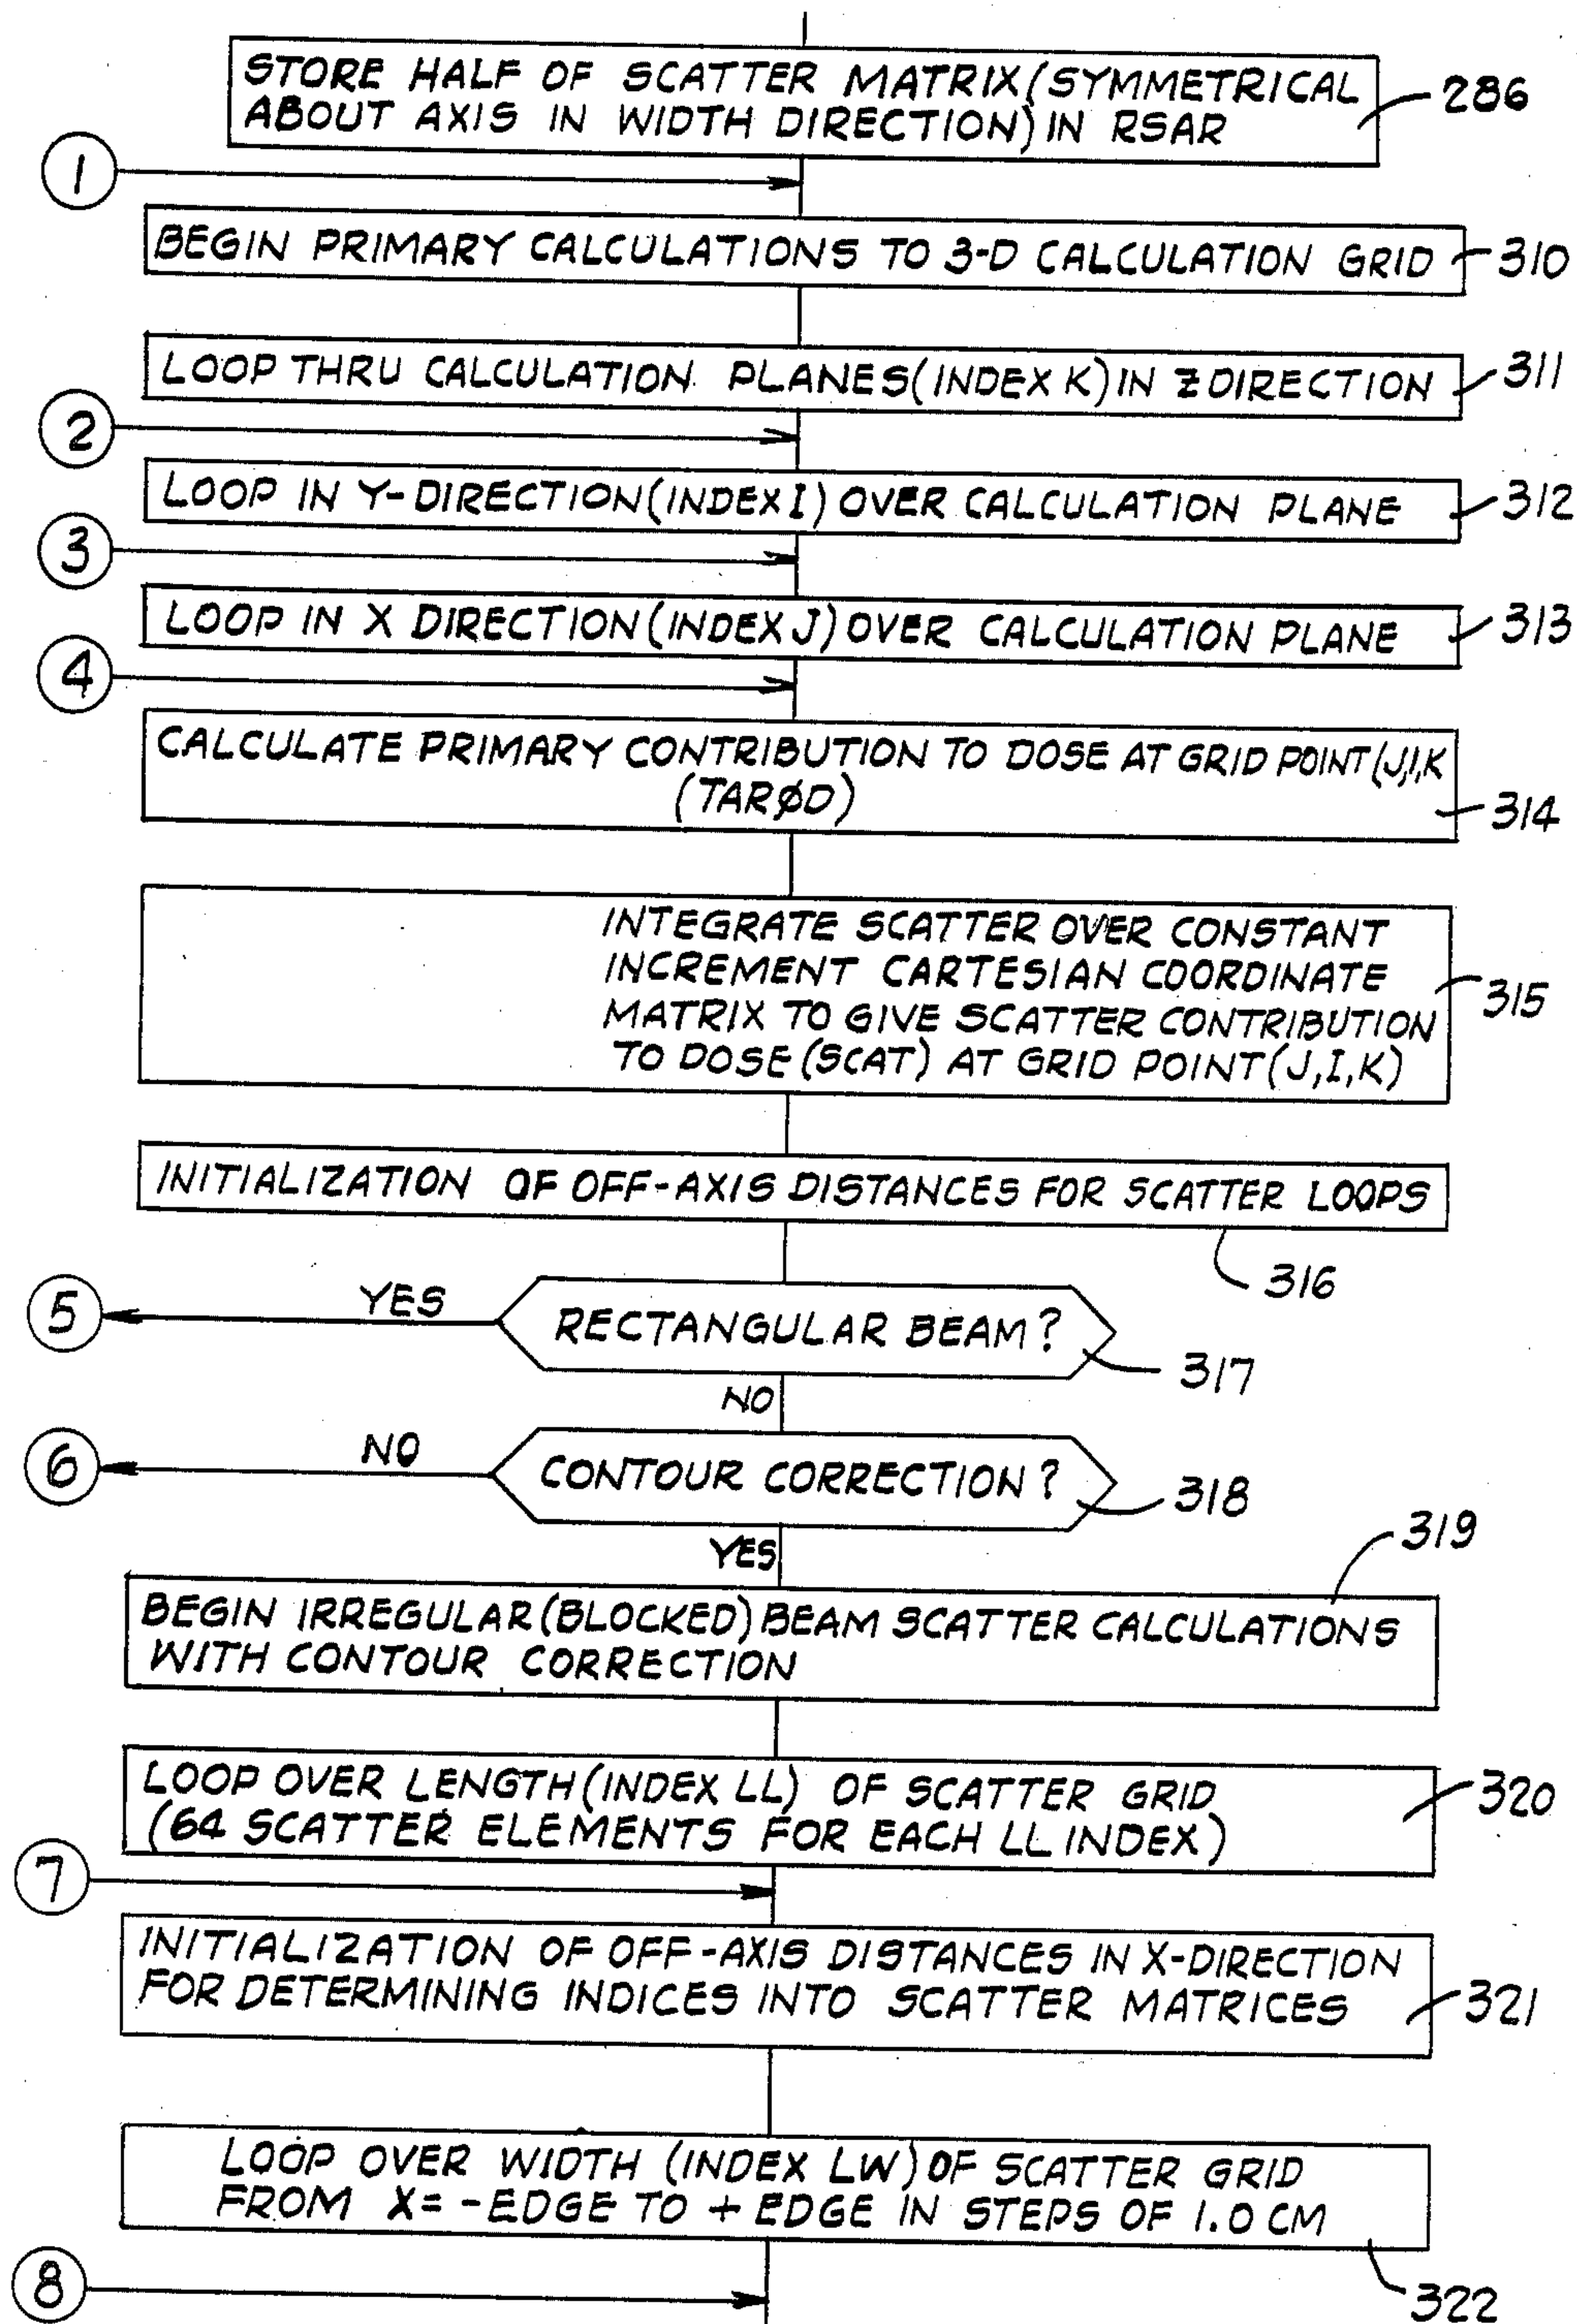 STORE HALF OF SCATTER MATRIX (SYMMETRICAL
ABOUT AXIS IN WIDTH DIRECTION) IN RSAR
286
1
BEGIN PRIMARY CALCULATIONS TO 3-D CALCULATION GRID
310
LOOP THRU CALCULATION PLANES (INDEX K) IN Z DIRECTION
311
2
LOOP IN Y-DIRECTION (INDEX I) OVER CALCULATION PLANE
312
3
LOOP IN X DIRECTION (INDEX J) OVER CALCULATION PLANE
313
4
CALCULATE PRIMARY CONTRIBUTION TO DOSE AT GRID POINT (J,I,K
(TARØD)
314
INTEGRATE SCATTER OVER CONSTANT
INCREMENT CARTESIAN COORDINATE
MATRIX TO GIVE SCATTER CONTRIBUTION
TO DOSE (SCAT) AT GRID POINT (J,I,K)
315
INITIALIZATION OF OFF-AXIS DISTANCES FOR SCATTER LOOPS
316
5
YES
RECTANGULAR BEAM?
317
NO
6
NO
CONTOUR CORRECTION?
318
YES
319
BEGIN IRREGULAR (BLOCKED) BEAM SCATTER CALCULATIONS
WITH CONTOUR CORRECTION
LOOP OVER LENGTH (INDEX LL) OF SCATTER GRID
(64 SCATTER ELEMENTS FOR EACH LL INDEX)
320
7
INITIALIZATION OF OFF-AXIS DISTANCES IN X-DIRECTION
FOR DETERMINING INDICES INTO SCATTER MATRICES
321
LOOP OVER WIDTH (INDEX LW) OF SCATTER GRID
FROM X= -EDGE TO + EDGE IN STEPS OF 1.0 CM
322
8